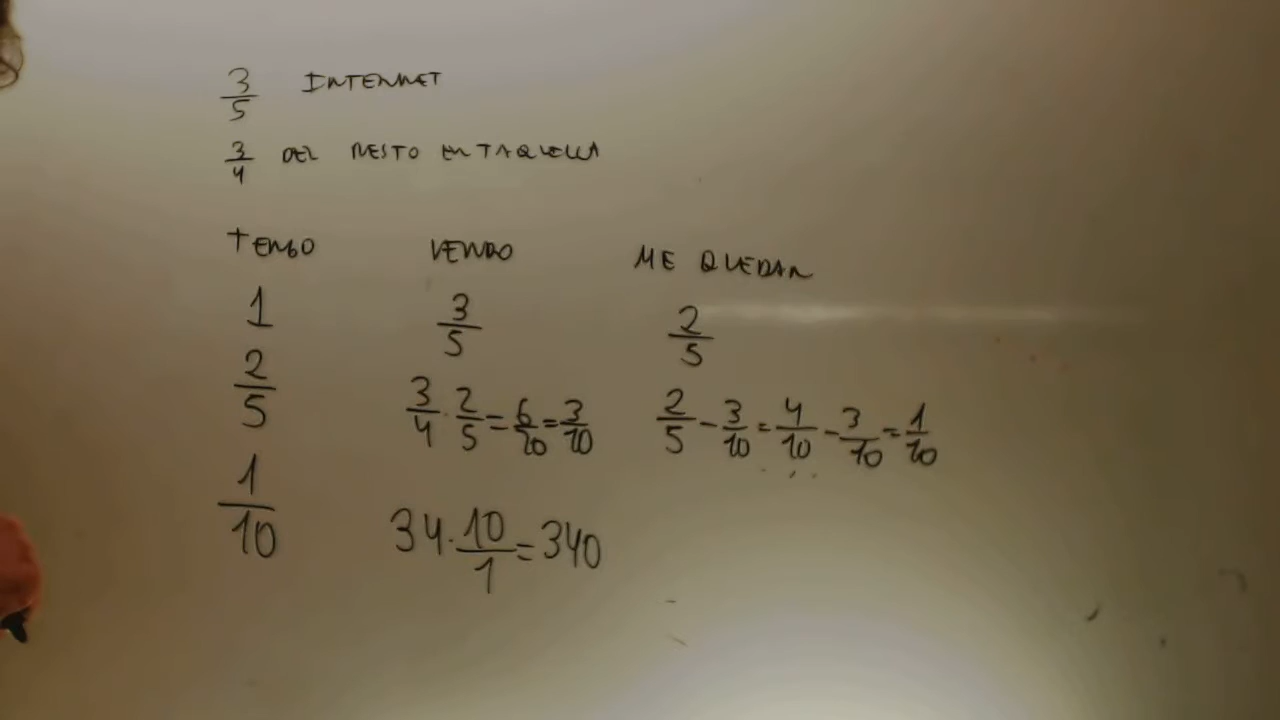 3/5 INTERNET
3/4 DEL RESTO EN TAQUILLA
TENGO VENDO ME QUEDAN
1 3/5 2/5
2/5 3/4 · 2/5 = 6/20 = 3/10 2/5 - 3/10 = 4/10 - 3/10 = 1/10
1/10 34 · 10/1 = 340